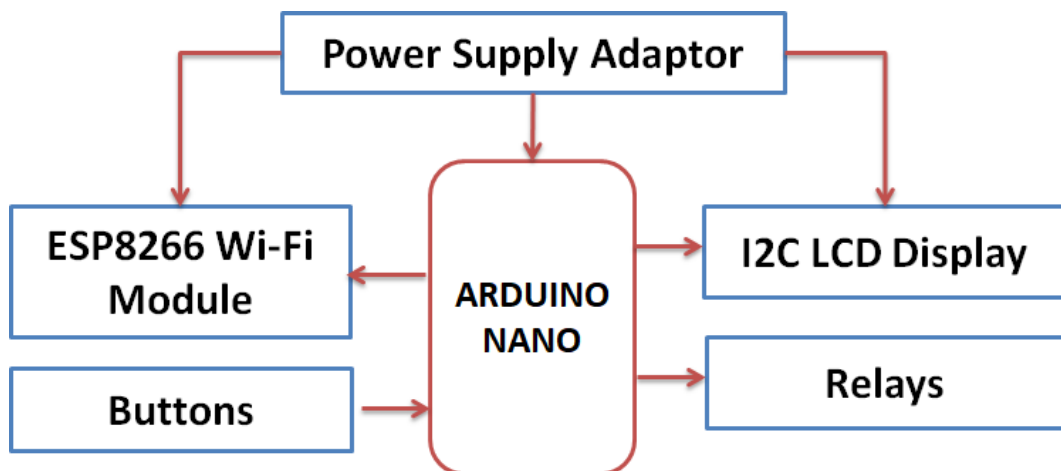 Power Supply Adaptor
ESP8266 Wi-Fi
Module
I2C LCD Display
ARDUINO
NANO
Buttons
Relays